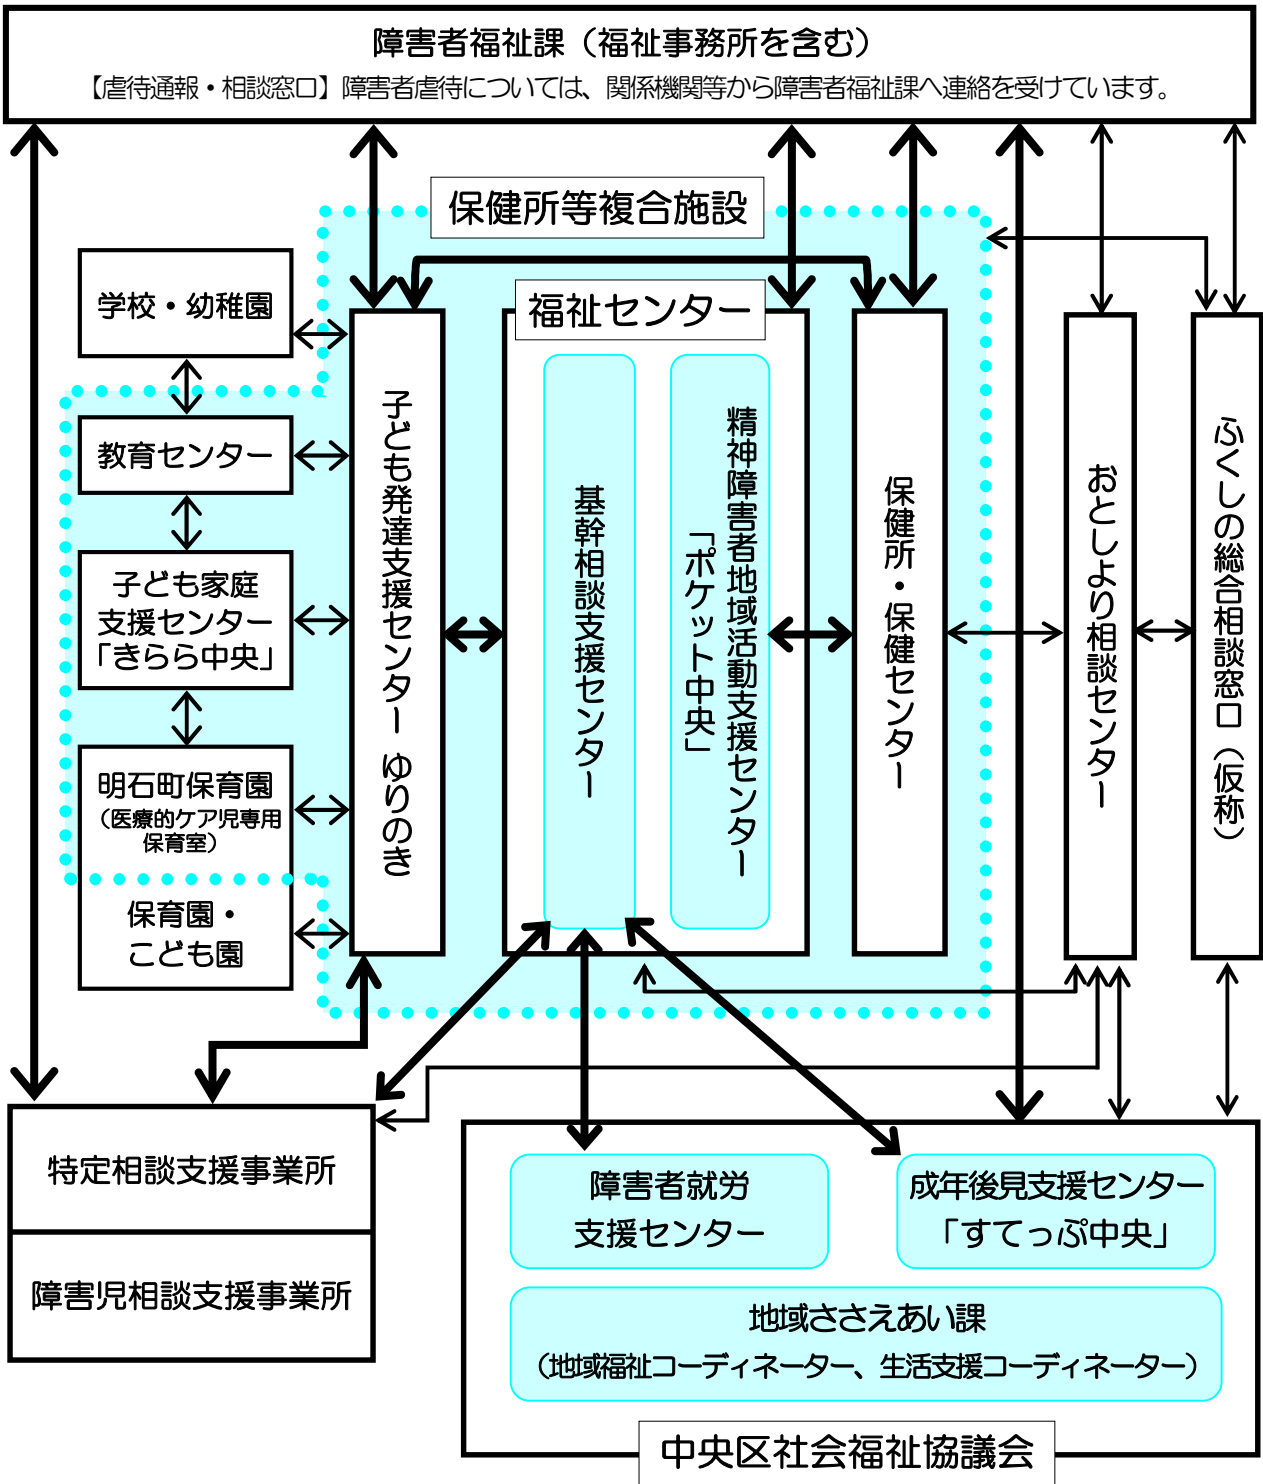 障害者福祉課（福祉事務所を含む）
【虐待通報・相談窓口】障害者虐待については、関係機関等から障害者福祉課へ連絡を受けています。
保健所等複合施設
学校・幼稚園
教育センター
子ども家庭
支援センター
「きらら中央」
明石町保育園
（医療的ケア児専用
保育室）
保育園・
こども園
子ども発達支援センター ゆりのき
福祉センター
基幹相談支援センター
精神障害者地域活動支援センター
「ポケット中央」
保健所・保健センター
おとしより相談センター
ふくしの総合相談窓口（仮称）
特定相談支援事業所
障害児相談支援事業所
障害者就労
支援センター
成年後見支援センター
「すてっぷ中央」
地域ささえあい課
（地域福祉コーディネーター、生活支援コーディネーター）
中央区社会福祉協議会